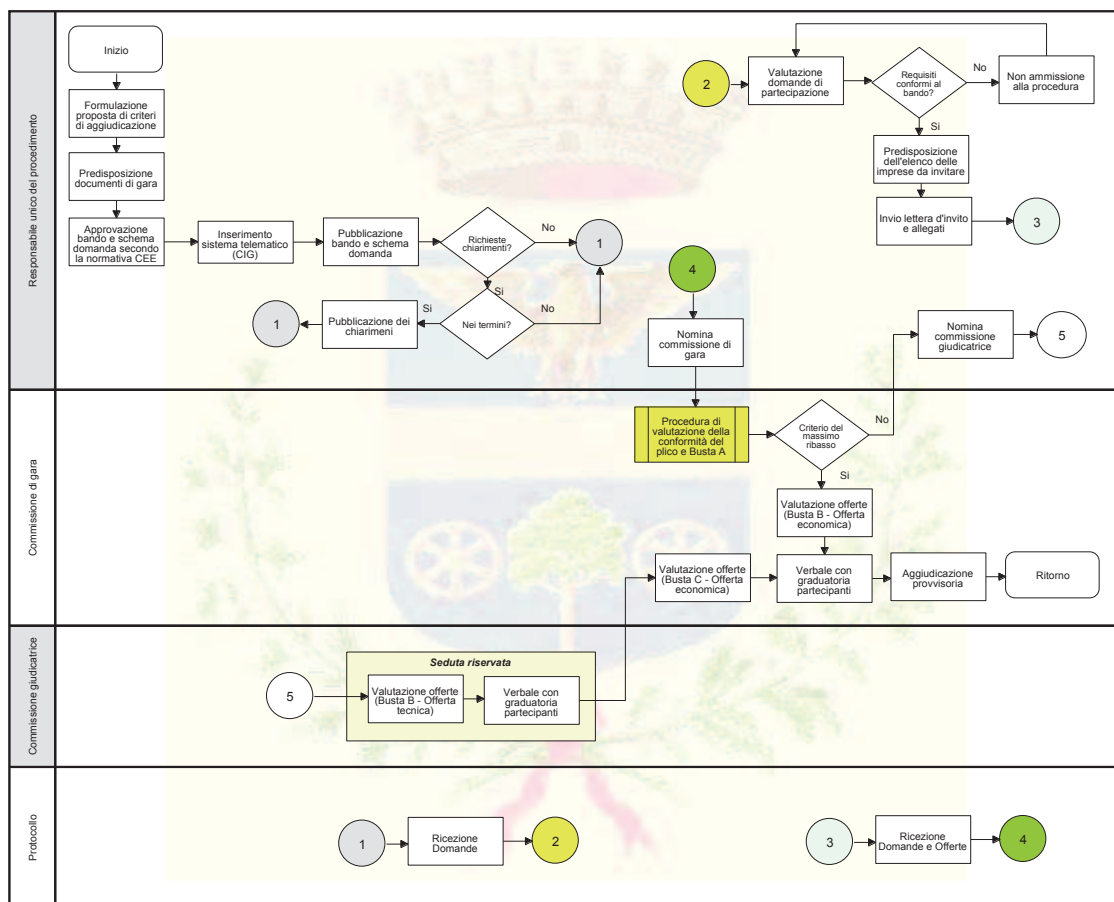 Responsabile unico del procedimento
Inizio
Formulazione
proposta di criteri
di aggiudicazione
Predisposizione
documenti di gara
Approvazione
bando e schema
domanda secondo
la normativa CEE
Inserimento
sistema telematico
(CIG)
Pubblicazione
bando e schema
domanda
Richieste
chiarimenti?
No
1
Si
Nei termini?
No
Si
Pubblicazione dei
chiarimeni
1
2
Valutazione
domande di
partecipazione
Requisiti
conformi al
bando?
No
Non ammissione
alla procedura
Si
Predisposizione
dell'elenco delle
imprese da invitare
Invio lettera d'invito
e allegati
3
4
Nomina
commissione di
gara
Nomina
commissione
giudicatrice
5
Commissione di gara
Procedura di
valutazione della
conformità del
plico e Busta A
Criterio del
massimo
ribasso
No
Si
Valutazione offerte
(Busta B - Offerta
economica)
Valutazione offerte
(Busta C - Offerta
economica)
Verbale con
graduatoria
partecipanti
Aggiudicazione
provvisoria
Ritorno
Commissione giudicatrice
Seduta riservata
5
Valutazione offerte
(Busta B - Offerta
tecnica)
Verbale con
graduatoria
partecipanti
Protocollo
1
Ricezione
Domande
2
3
Ricezione
Domande e Offerte
4